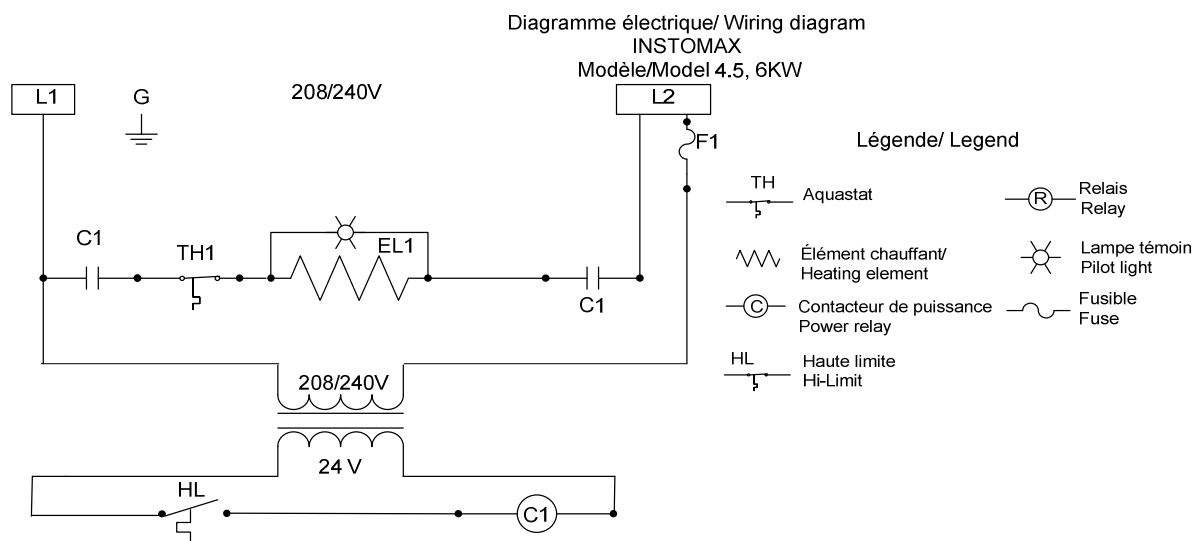 Diagramme électrique/ Wiring diagram
INSTOMAX
Modèle/Model 4.5, 6KW
L1
G
208/240V
L2
F1
Légende/ Legend
TH
Aquastat
R
Relais
Relay
C1
TH1
EL1
C1
Élément chauffant/
Heating element
Lampe témoin
Pilot light
C
Contacteur de puissance
Power relay
Fusible
Fuse
HL
Haute limite
Hi-Limit
208/240V
24 V
HL
C1